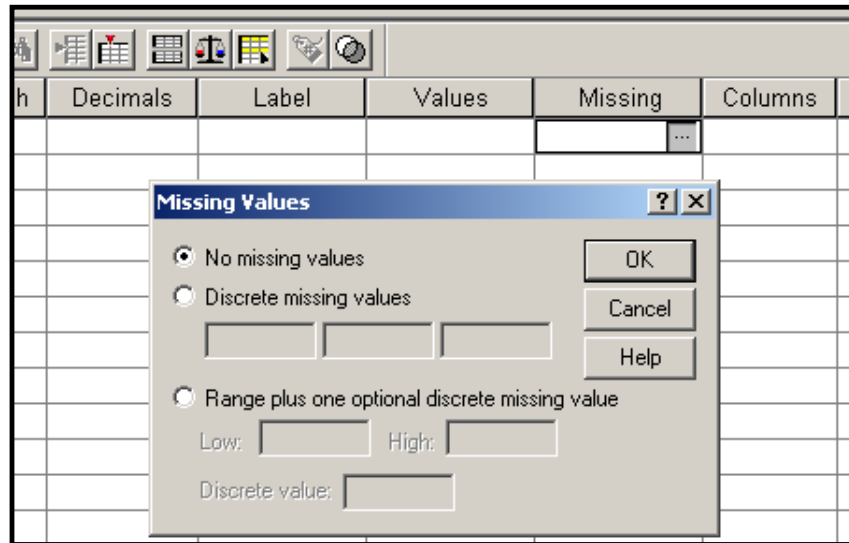 h Decimals Label Values Missing Columns
...
Missing Values ? X
No missing values OK
Discrete missing values Cancel
Help
Range plus one optional discrete missing value
Low: High:
Discrete value: